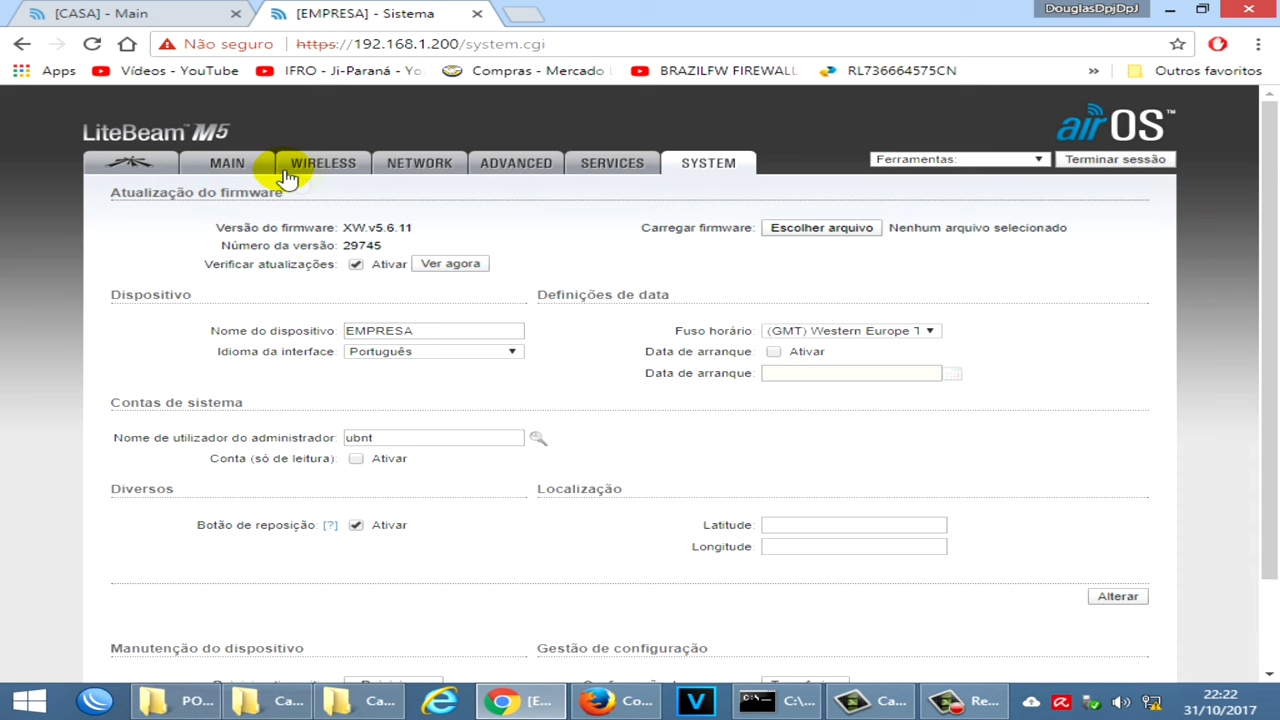 [CASA] - Main
[EMPRESA] - Sistema
DouglasDpjDpJ
Não seguro
https://192.168.1.200/system.cgi
Apps
Vídeos - YouTube
IFRO - Ji-Paraná - Yo
Compras - Mercado
BRAZILFW FIREWALL
RL736664575CN
»
Outros favoritos
LiteBeam™ M5
airOS™
MAIN
WIRELESS
NETWORK
ADVANCED
SERVICES
SYSTEM
Ferramentas:
Terminar sessão
Atualização do firmware
Versão do firmware: XW.v5.6.11
Carregar firmware: Escolher arquivo Nenhum arquivo selecionado
Número da versão: 29745
Verificar atualizações: Ativar Ver agora
Dispositivo
Definições de data
Nome do dispositivo: EMPRESA
Fuso horário: (GMT) Western Europe T
Idioma da interface: Português
Data de arranque: Ativar
Data de arranque:
Contas de sistema
Nome de utilizador do administrador: ubnt
Conta (só de leitura): Ativar
Diversos
Localização
Botão de reposição: [?] Ativar
Latitude:
Longitude:
Alterar
Manutenção do dispositivo
Gestão de configuração
PO...
Ca...
Ca...
[E...
Co...
C:\...
Ca...
Re...
22:22
31/10/2017